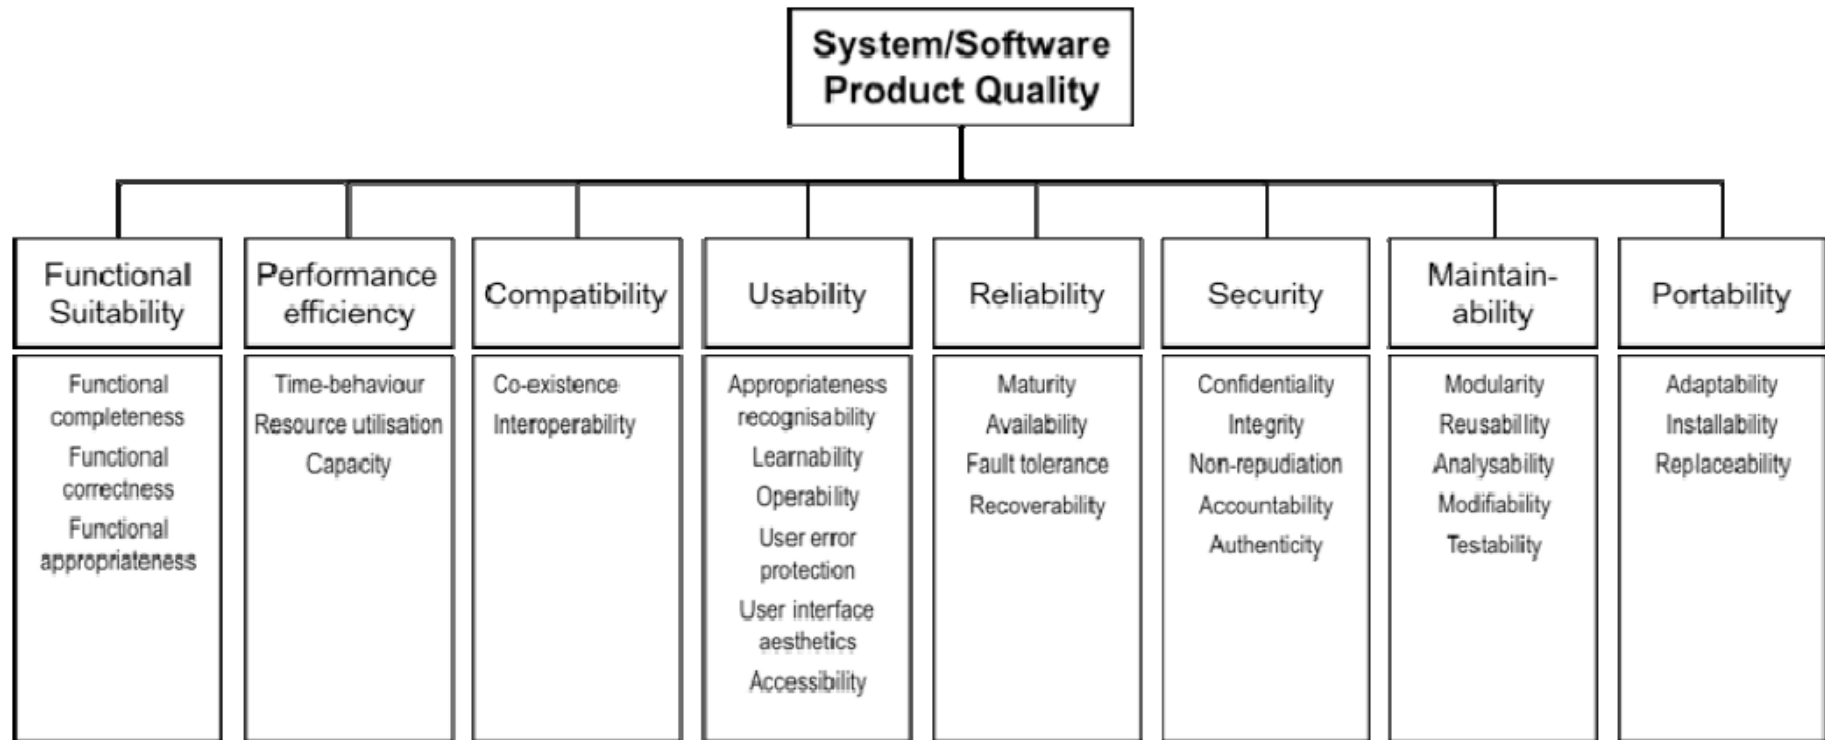 System/Software
Product Quality
Functional
Suitability
Functional
completeness
Functional
correctness
Functional
appropriateness
Performance
efficiency
Time-behaviour
Resource utilisation
Capacity
Compatibility
Co-existence
Interoperability
Usability
Appropriateness
recognisability
Learnability
Operability
User error
protection
User interface
aesthetics
Accessibility
Reliability
Maturity
Availability
Fault tolerance
Recoverability
Security
Confidentiality
Integrity
Non-repudiation
Accountability
Authenticity
Maintain-
ability
Modularity
Reusability
Analysability
Modifiability
Testability
Portability
Adaptability
Installability
Replaceability